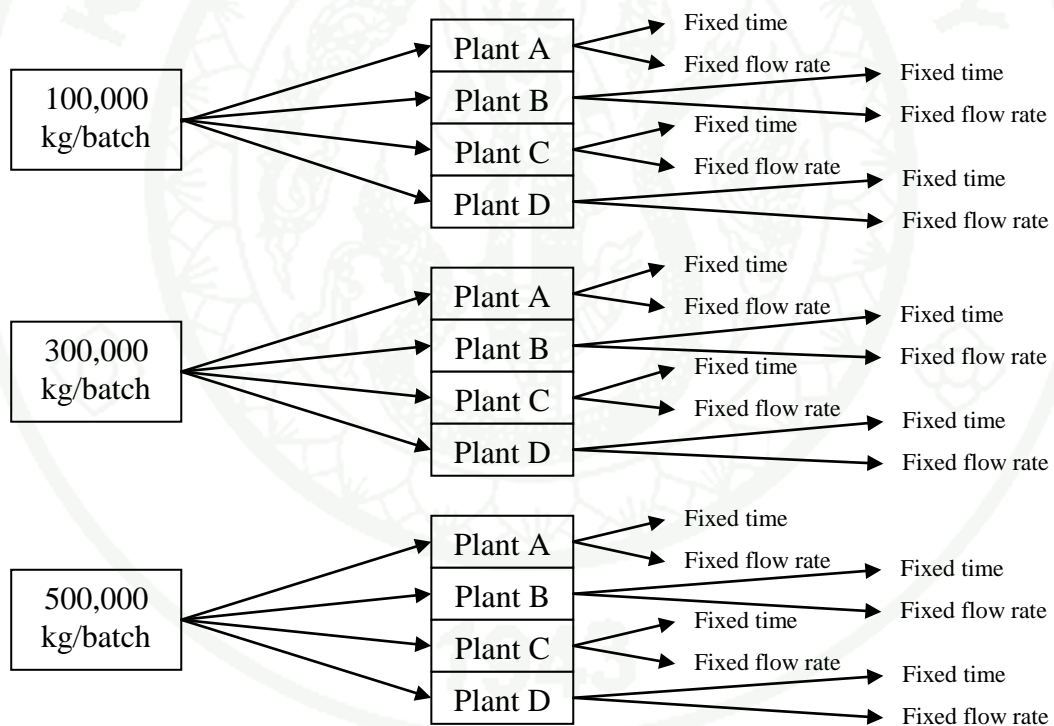 100,000
kg/batch
Plant A
Fixed time
Fixed flow rate
Plant B
Fixed time
Fixed flow rate
Plant C
Fixed time
Fixed flow rate
Plant D
Fixed time
Fixed flow rate
300,000
kg/batch
Plant A
Fixed time
Fixed flow rate
Plant B
Fixed time
Fixed flow rate
Plant C
Fixed time
Fixed flow rate
Plant D
Fixed time
Fixed flow rate
500,000
kg/batch
Plant A
Fixed time
Fixed flow rate
Plant B
Fixed time
Fixed flow rate
Plant C
Fixed time
Fixed flow rate
Plant D
Fixed time
Fixed flow rate
1943